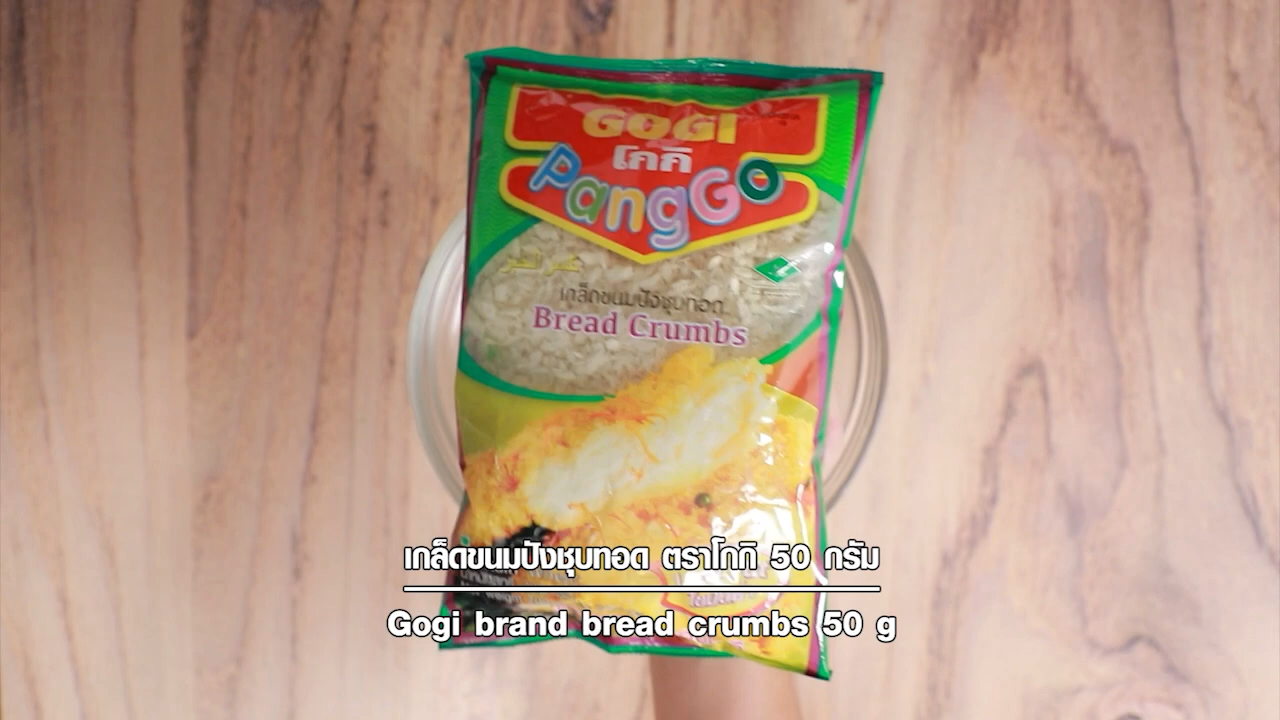 GOGI
โกกิ
PangGo
เกล็ดขนมปังชุบทอด
Bread Crumbs
เกล็ดขนมปังชุบทอด ตราโกกิ 50 กรัม
Gogi brand bread crumbs 50 g